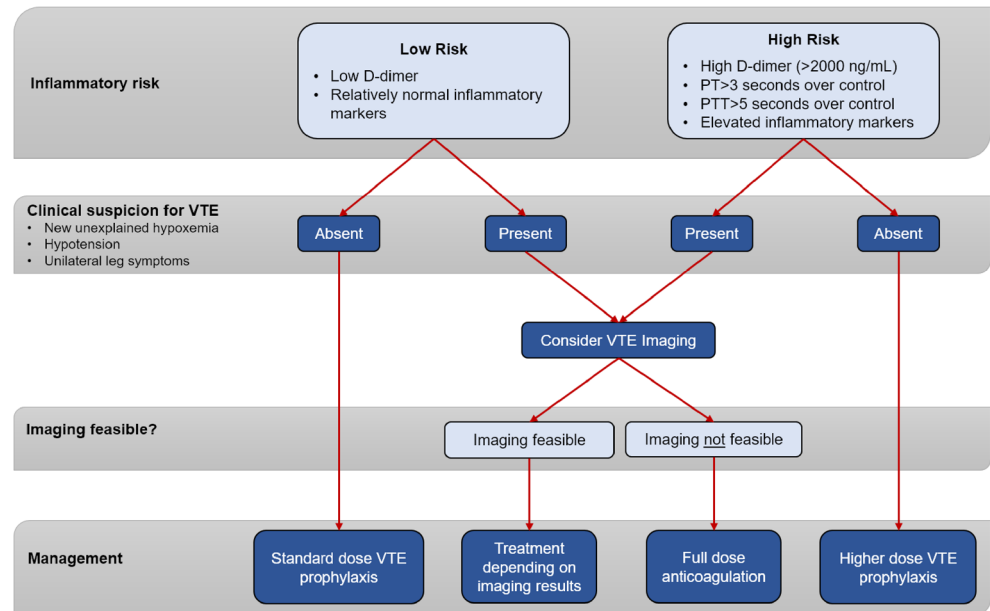 Inflammatory risk
Low Risk
• Low D-dimer
• Relatively normal inflammatory
markers
High Risk
• High D-dimer (>2000 ng/mL)
• PT>3 seconds over control
• PTT>5 seconds over control
• Elevated inflammatory markers
Clinical suspicion for VTE
• New unexplained hypoxemia
• Hypotension
• Unilateral leg symptoms
Absent
Present
Present
Absent
Consider VTE Imaging
Imaging feasible?
Imaging feasible
Imaging not feasible
Management
Standard dose VTE
prophylaxis
Treatment
depending on
imaging results
Full dose
anticoagulation
Higher dose VTE
prophylaxis